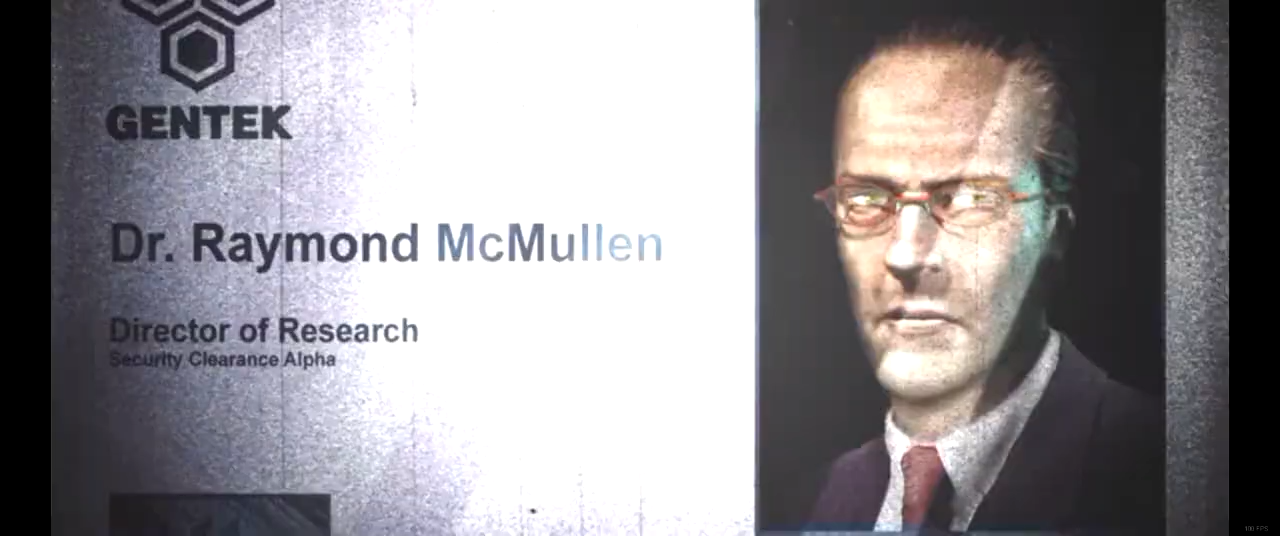 GENTEK
Dr. Raymond McMullen
Director of Research
Security Clearance Alpha